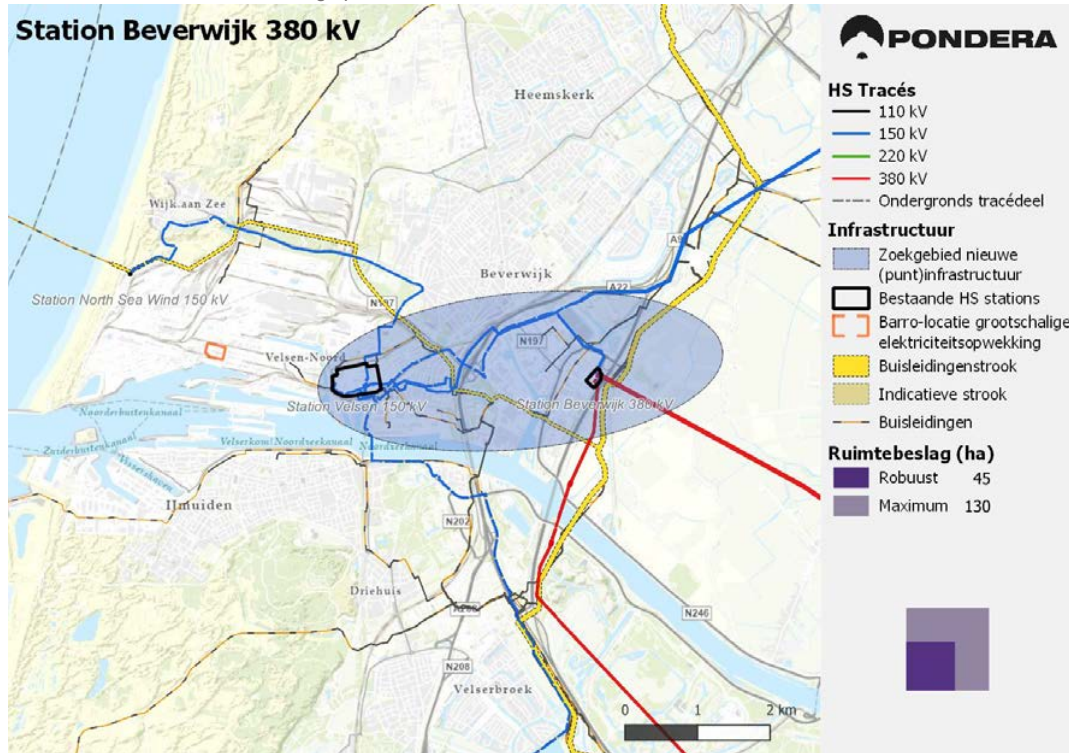 Station Beverwijk 380 kV
PONDERA
HS Tracés
110 kV
150 kV
220 kV
380 kV
Ondergronds tracédeel
Infrastructuur
Zoekgebied nieuwe
(punt)infrastructuur
Bestaande HS stations
Barro-locatie grootschalige
elektriciteitsopwekking
Buisleidingenstrook
Indicatieve strook
Buisleidingen
Ruimtebeslag (ha)
Robuust 45
Maximum 130
Heemskerk
Wijk aan Zee
A9
Beverwijk
A22
Station North Sea Wind 150 kV
N197
N197
Velsen-Noord
Station Velsen 150 kV
Station Beverwijk 380 kV
Noorderbuitenkanaal
Zuiderbuitenkanaal
Noordzeekanaal
Noordzeekanaal
IJmuiden
N202
Driehuis
A208
N246
N208
Velserbroek
0 1 2 km